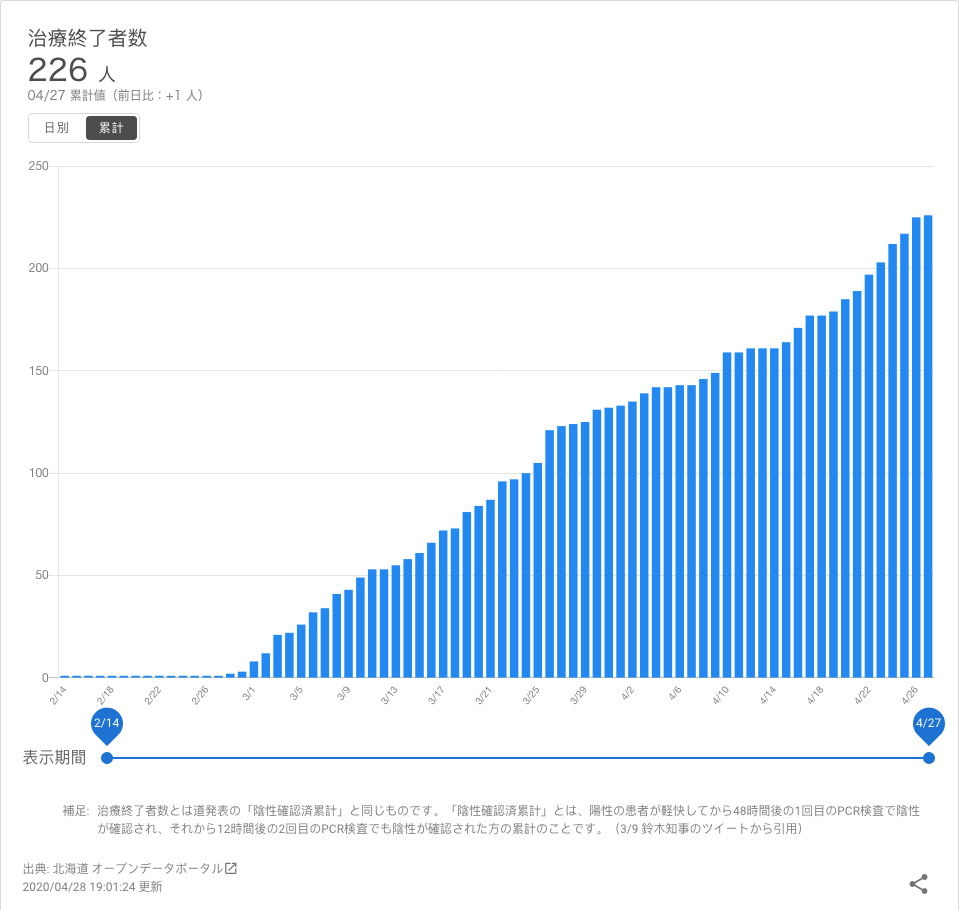 治療終了者数
226 人
04/27 累計値（前日比：+1 人）
日別 累計
250
200
150
100
50
0
2/14 2/18 2/22 2/26 3/1 3/5 3/9 3/13 3/17 3/21 3/25 3/29 4/2 4/6 4/10 4/14 4/18 4/22 4/26
2/14 4/27
表示期間
補足: 治療終了者数とは道発表の「陰性確認済累計」と同じものです。「陰性確認済累計」とは、陽性の患者が軽快してから48時間後の1回目のPCR検査で陰性
が確認され、それから12時間後の2回目のPCR検査でも陰性が確認された方の累計のことです。（3/9 鈴木知事のツイートから引用）
出典: 北海道 オープンデータポータル
2020/04/28 19:01:24 更新